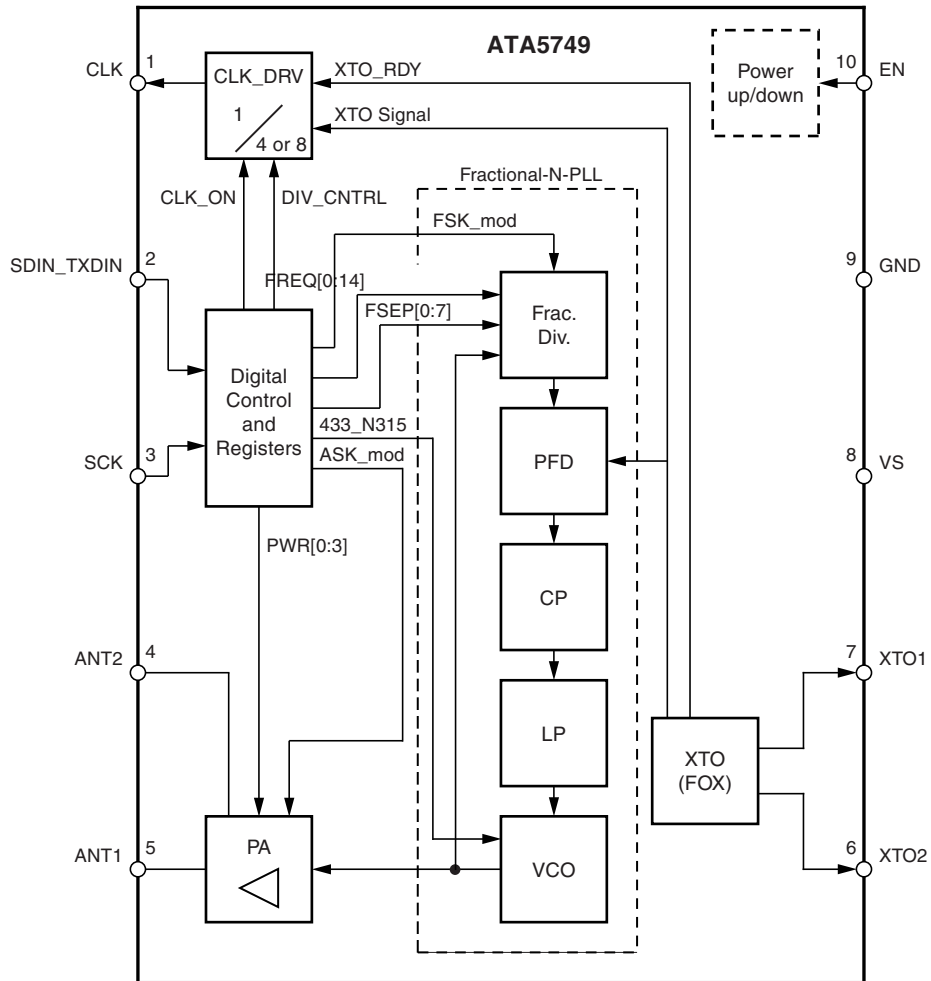 ATA5749
CLK
1
CLK_DRV
1
4 or 8
XTO_RDY
XTO Signal
Power
up/down
10
EN
CLK_ON
DIV_CNTRL
Fractional-N-PLL
FSK_mod
SDIN_TXDIN
2
FREQ[0:14]
FSEP[0:7]
Frac.
Div.
9
GND
Digital
Control
and
Registers
433_N315
ASK_mod
SCK
3
PFD
8
VS
PWR[0:3]
CP
ANT2
4
7
XTO1
LP
XTO
(FOX)
ANT1
5
PA
VCO
6
XTO2